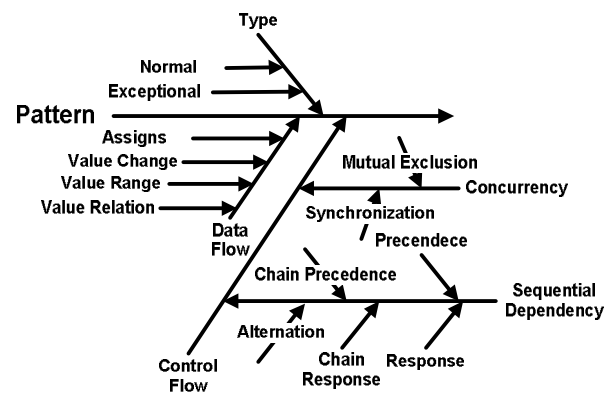 Type
Normal
Exceptional
Pattern
Assigns
Value Change
Value Range
Value Relation
Data
Flow
Mutual Exclusion
Concurrency
Synchronization
Precendece
Chain Precedence
Sequential
Dependency
Alternation
Chain
Response
Response
Control
Flow